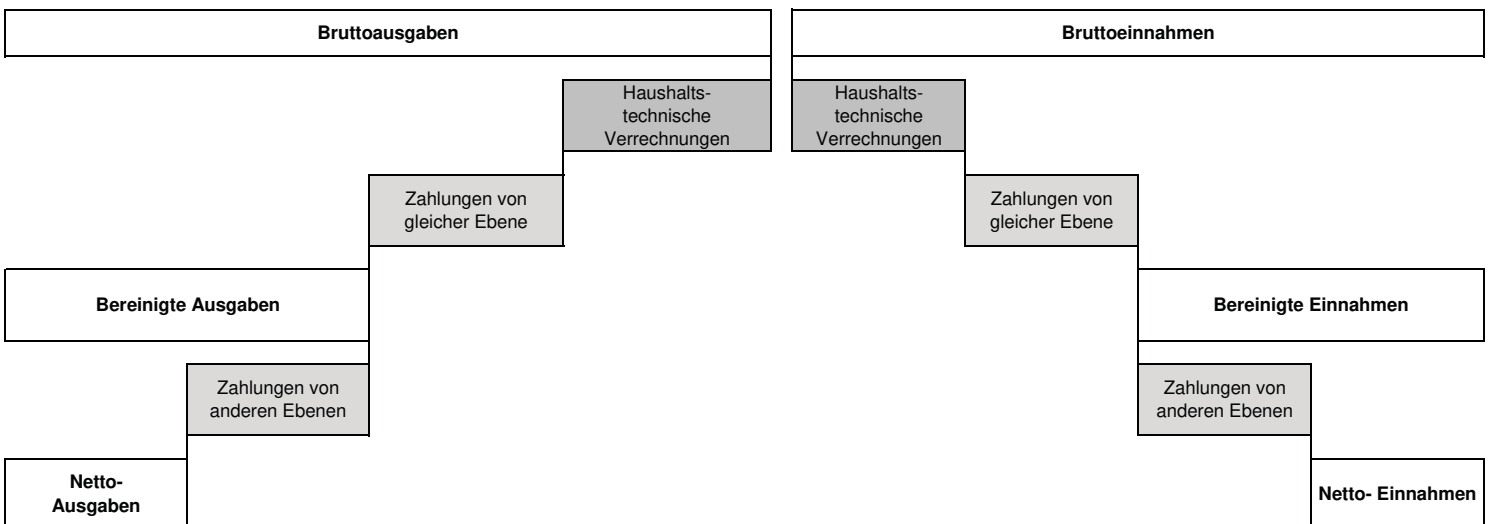 Bruttoausgaben
Bruttoeinnahmen
Haushalts-
technische
Verrechnungen
Haushalts-
technische
Verrechnungen
Zahlungen von
gleicher Ebene
Zahlungen von
gleicher Ebene
Bereinigte Ausgaben
Bereinigte Einnahmen
Zahlungen von
anderen Ebenen
Zahlungen von
anderen Ebenen
Netto-
Ausgaben
Netto- Einnahmen